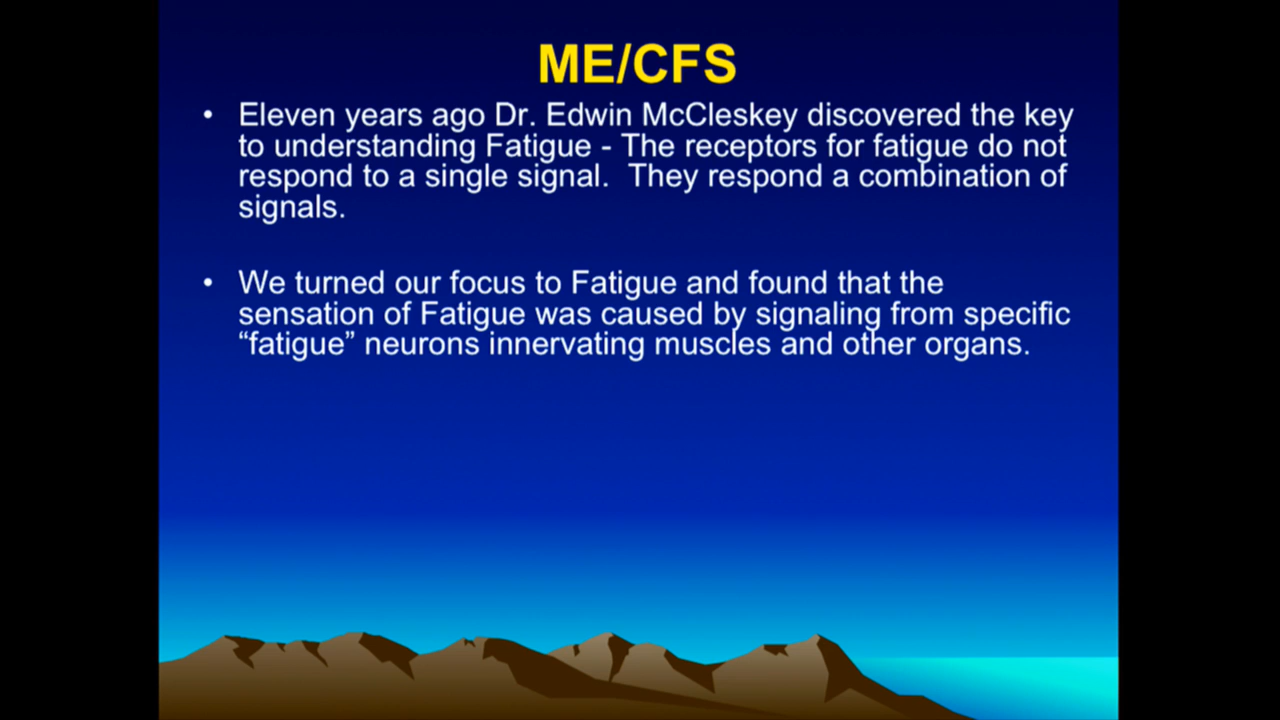 ME/CFS
• Eleven years ago Dr. Edwin McCleskey discovered the key
to understanding Fatigue - The receptors for fatigue do not
respond to a single signal.  They respond a combination of
signals.
• We turned our focus to Fatigue and found that the
sensation of Fatigue was caused by signaling from specific
“fatigue” neurons innervating muscles and other organs.